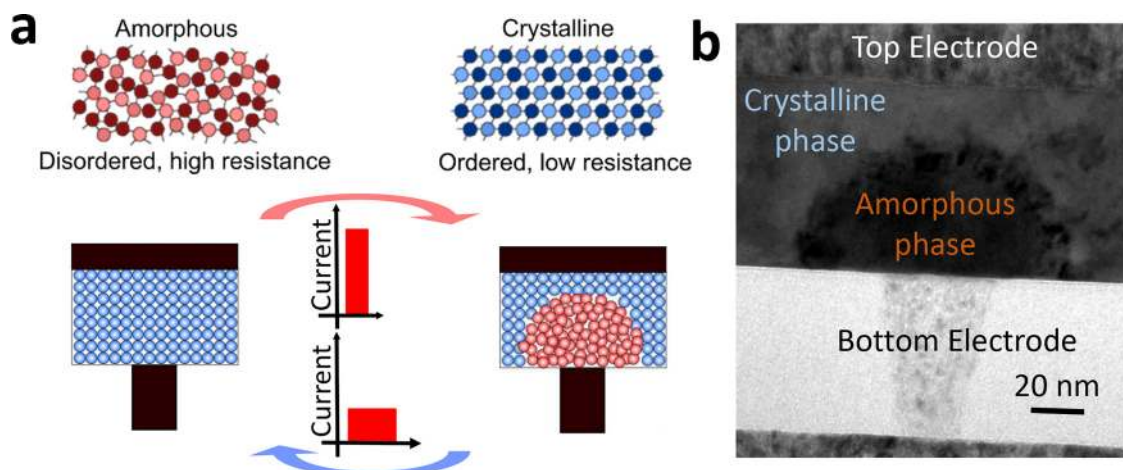 a
Amorphous
Disordered, high resistance
Crystalline
Ordered, low resistance
Current
Current
b
Top Electrode
Crystalline
phase
Amorphous
phase
Bottom Electrode
20 nm